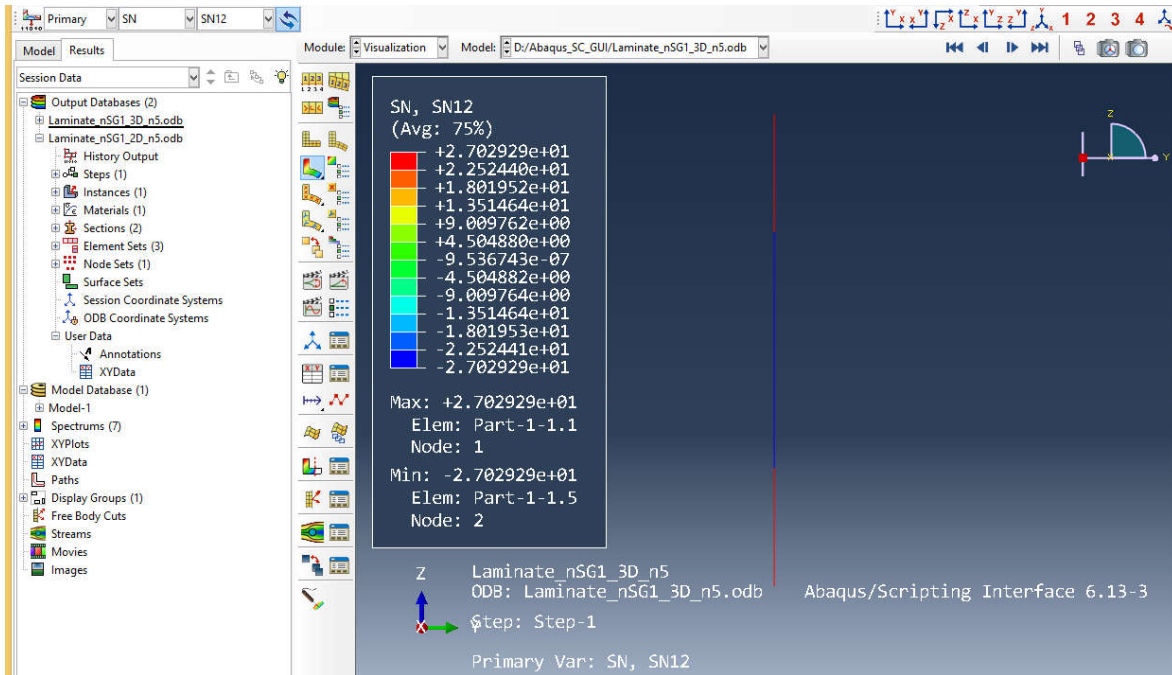 Primary SN SN12
Model Results
Module: Visualization Model: D:/Abaqus_SC_GUI/Laminate_nSG1_3D_n5.odb
1 2 3 4
Session Data
Output Databases (2)
Laminate_nSG1_3D_n5.odb
Laminate_nSG1_2D_n5.odb
History Output
Steps (1)
Instances (1)
Materials (1)
Sections (2)
Element Sets (3)
Node Sets (1)
Surface Sets
Session Coordinate Systems
ODB Coordinate Systems
User Data
Annotations
XYData
Model Database (1)
Model-1
Spectrums (7)
XYPlots
XYData
Paths
Display Groups (1)
Free Body Cuts
Streams
Movies
Images
SN, SN12
(Avg: 75%)
+2.702929e+01
+2.252440e+01
+1.801952e+01
+1.351464e+01
+9.009762e+00
+4.504880e+00
-9.536743e-07
-4.504882e+00
-9.009764e+00
-1.351464e+01
-1.801953e+01
-2.252441e+01
-2.702929e+01
Max: +2.702929e+01
Elem: Part-1-1.1
Node: 1
Min: -2.702929e+01
Elem: Part-1-1.5
Node: 2
Z
X
Y
Z
Y
X
Laminate_nSG1_3D_n5
ODB: Laminate_nSG1_3D_n5.odb Abaqus/Scripting Interface 6.13-3
Step: Step-1
Primary Var: SN, SN12